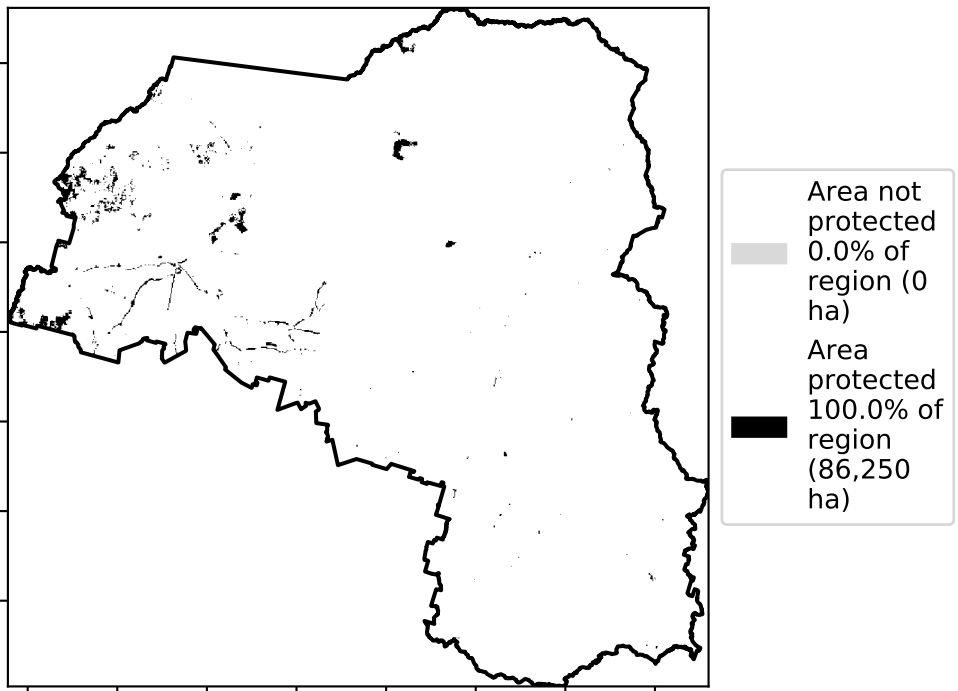 Area not
protected
0.0% of
region (0
ha)
Area
protected
100.0% of
region
(86,250
ha)